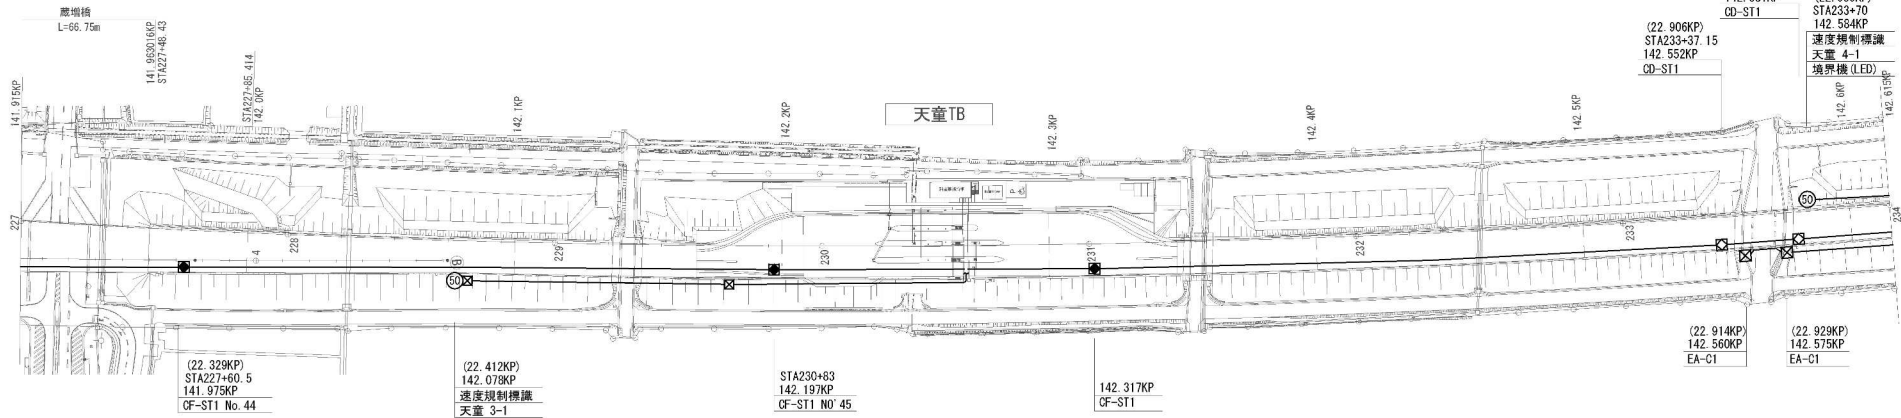 蔵増橋
L=66.75m
141.963016KP
STA227+48.43
STA227+85.414
142.0KP
141.915KP
142.1KP
142.2KP
天童TB
142.3KP
142.4KP
142.5KP
142.6KP
142.615KP
(22.906KP)
STA233+37.15
142.552KP
CD-ST1
CD-ST1
STA233+70
142.584KP
速度規制標識
天童 4-1
境界機(LED)
227
4
228
229
230
231
232
233
234
B
P
50
50
(22.329KP)
STA227+60.5
141.975KP
CF-ST1 No.44
(22.412KP)
142.078KP
速度規制標識
天童 3-1
STA230+83
142.197KP
CF-ST1 NO'45
142.317KP
CF-ST1
(22.914KP)
142.560KP
EA-C1
(22.929KP)
142.575KP
EA-C1